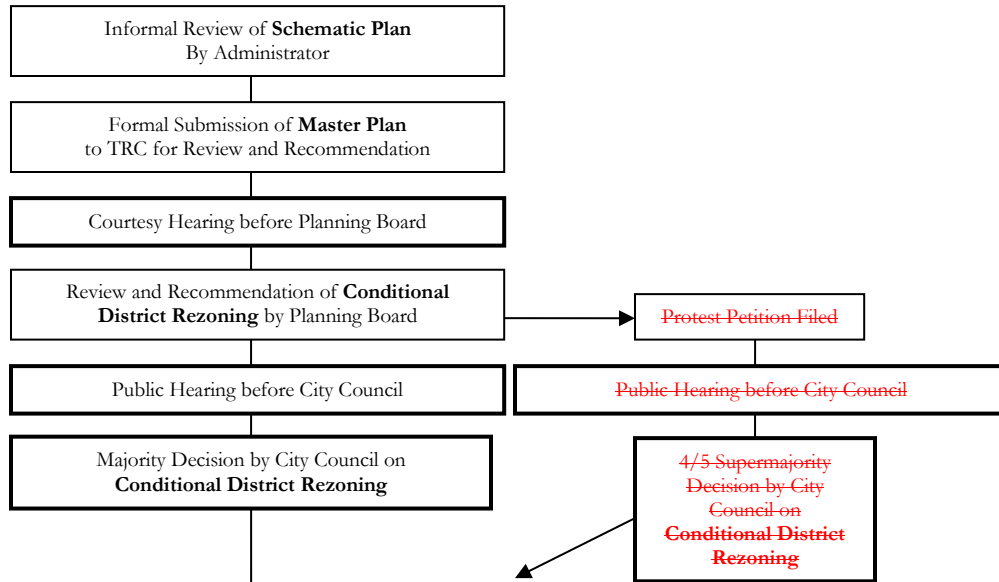 Informal Review of Schematic Plan
By Administrator
Formal Submission of Master Plan
to TRC for Review and Recommendation
Courtesy Hearing before Planning Board
Review and Recommendation of Conditional
District Rezoning by Planning Board
Protest Petition Filed
Public Hearing before City Council
Public Hearing before City Council
Majority Decision by City Council on
Conditional District Rezoning
4/5 Supermajority
Decision by City
Council on
Conditional District
Rezoning